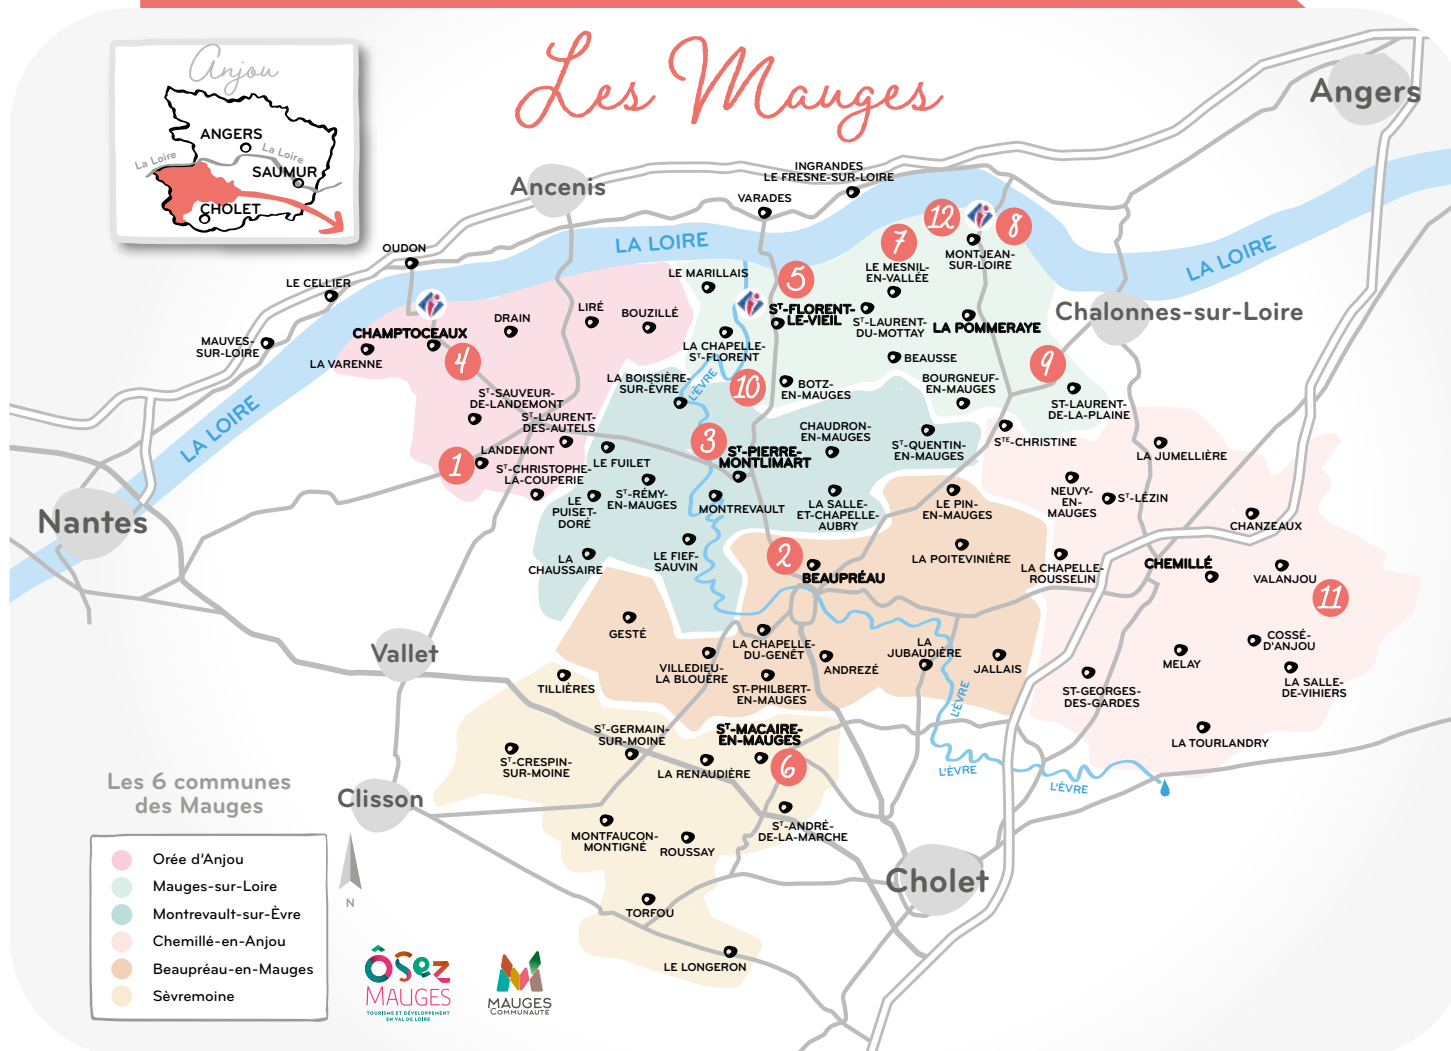 Les Mauges
Anjou
ANGERS
La Loire
La Loire
SAUMUR
CHOLET
Angers
Ancenis
INGRANDES
LE FRESNE-SUR-LOIRE
VARADES
OUDON
LE CELLIER
MAUVES-
SUR-LOIRE
LA LOIRE
LA LOIRE
LA LOIRE
12
8
7
MONTJEAN-
SUR-LOIRE
LE MESNIL-
EN-VALLÉE
LE MARILLAIS
5
ST-FLORENT-
LE-VIEIL
ST-LAURENT-
DU-MOTTAY
LA POMMERAYE
Chalonnes-sur-Loire
CHAMPTOCEAUX
DRAIN
LIRÉ
BOUZILLÉ
LA VARENNE
4
LA CHAPELLE-
ST-FLORENT
BEAUSSE
9
LA BOISSIÈRE-
SUR-ÈVRE
L'ÈVRE
10
BOTZ-
EN-MAUGES
BOURGNEUF-
EN-MAUGES
ST-LAURENT-
DE-LA-PLAINE
ST-SAUVEUR-
DE-LANDEMONT
ST-LAURENT-
DES-AUTELS
CHAUDRON-
EN-MAUGES
ST-QUENTIN-
EN-MAUGES
STE-CHRISTINE
LA JUMELLIÈRE
1
LANDEMONT
ST-CHRISTOPHE-
LA-COUPERIE
LE FUILET
3
ST-PIERRE-
MONTLIMART
LE
PUISET-
DORÉ
ST-RÉMY-
EN-MAUGES
MONTREVAULT
LA SALLE-
ET-CHAPELLE-
AUBRY
LE PIN-
EN-MAUGES
NEUVY-
EN-
MAUGES
ST-LÉZIN
CHANZEAUX
Nantes
LA
CHAUSSAIRE
LE FIEF-
SAUVIN
2
BEAUPRÉAU
LA POITEVINIÈRE
LA CHAPELLE-
ROUSSELIN
CHEMILLÉ
VALANJOU
11
GESTÉ
LA CHAPELLE-
DU-GENÊT
ANDREZÉ
LA
JUBAUDIÈRE
JALLAIS
COSSÉ-
D'ANJOU
MELAY
LA SALLE-
DE-VIHIERS
Vallet
TILLIÈRES
VILLEDIEU-
LA BLOUÈRE
ST-PHILBERT-
EN-MAUGES
L'ÈVRE
ST-GEORGES-
DES-GARDES
ST-GERMAIN-
SUR-MOINE
ST-MACAIRE-
EN-MAUGES
LA TOURLANDRY
ST-CRESPIN-
SUR-MOINE
LA RENAUDIÈRE
6
L'ÈVRE
L'ÈVRE
Clisson
MONTFAUCON-
MONTIGNÉ
ROUSSAY
ST-ANDRÉ-
DE-LA-MARCHE
Cholet
TORFOU
LE LONGERON
Les 6 communes
des Mauges
Orée d'Anjou
Mauges-sur-Loire
Montrevault-sur-Èvre
Chemillé-en-Anjou
Beaupréau-en-Mauges
Sèvremoine
N
ÔSez
MAUGES
TOURISME ET DÉVELOPPEMENT
EN VAL DE LOIRE
MAUGES
COMMUNAUTÉ